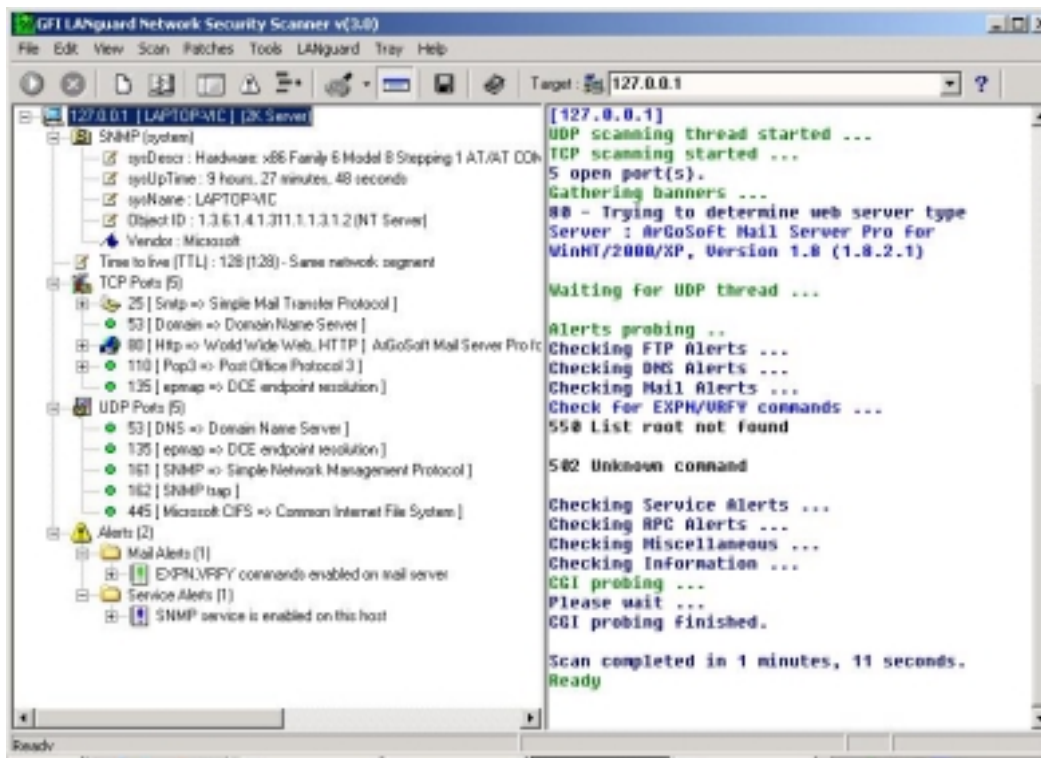 GFI LANguard Network Security Scanner v(3.0)
File Edit View Scan Patches Tools LANguard Tray Help
Target : 127.0.0.1
127.0.0.1 [ LAPTOP-VIC ] (2K Server)
SNMP (system)
sysDescr : Hardware: x86 Family 6 Model 8 Stepping 1 AT/AT COM
sysUpTime : 9 hours, 27 minutes, 48 seconds
sysName : LAPTOP-VIC
Object ID : 1.3.6.1.4.1.311.1.1.3.1.2 (NT Server)
Vendor : Microsoft
Time to live (TTL) : 128 (128) - Same network segment
TCP Ports (5)
25 [ Smtp => Simple Mail Transfer Protocol ]
53 [ Domain => Domain Name Server ]
80 [ Http => World Wide Web, HTTP ] ArGoSoft Mail Server Pro fo
110 [ Pop3 => Post Office Protocol 3 ]
135 [ epmap => DCE endpoint resolution ]
UDP Ports (5)
53 [ DNS => Domain Name Server ]
135 [ epmap => DCE endpoint resolution ]
161 [ SNMP => Simple Network Management Protocol ]
162 [ SNMP trap ]
445 [ Microsoft CIFS => Common Internet File System ]
Alerts (2)
Mail Alerts (1)
EXPN,VRFY commands enabled on mail server
Service Alerts (1)
SNMP service is enabled on this host
[127.0.0.1]
UDP scanning thread started ...
TCP scanning started ...
5 open port(s).
Gathering banners ...
80 - Trying to determine web server type
Server : ArGoSoft Mail Server Pro for
WinNT/2000/XP, Version 1.8 (1.8.2.1)
Waiting for UDP thread ...
Alerts probing ..
Checking FTP Alerts ...
Checking DNS Alerts ...
Checking Mail Alerts ...
Check for EXPN/VRFY commands ...
550 List root not found
502 Unknown command
Checking Service Alerts ...
Checking RPC Alerts ...
Checking Miscellaneous ...
Checking Information ...
CGI probing ...
Please wait ...
CGI probing finished.
Scan completed in 1 minutes, 11 seconds.
Ready
Ready